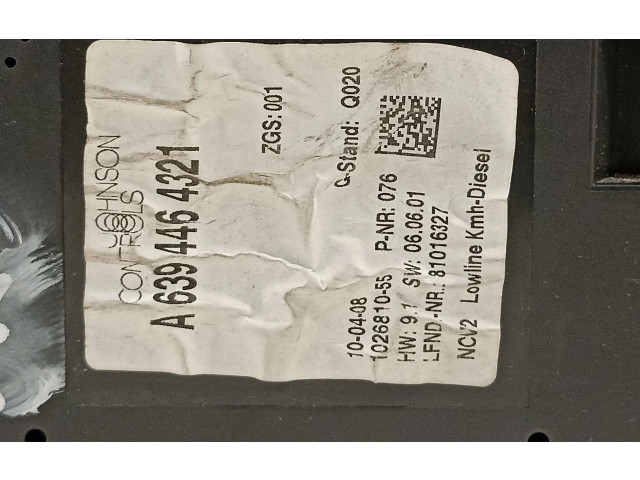 JOHNSON
CONTROLS
A 639 446 4321
ZGS: 001
Q-Stand: Q020
10-04-08
1026810-55 P-NR: 076
HW: 9.1 SW: 06.06.01
LFND.-NR.: 81016327
NCV2 Lowline Kmh-Diesel